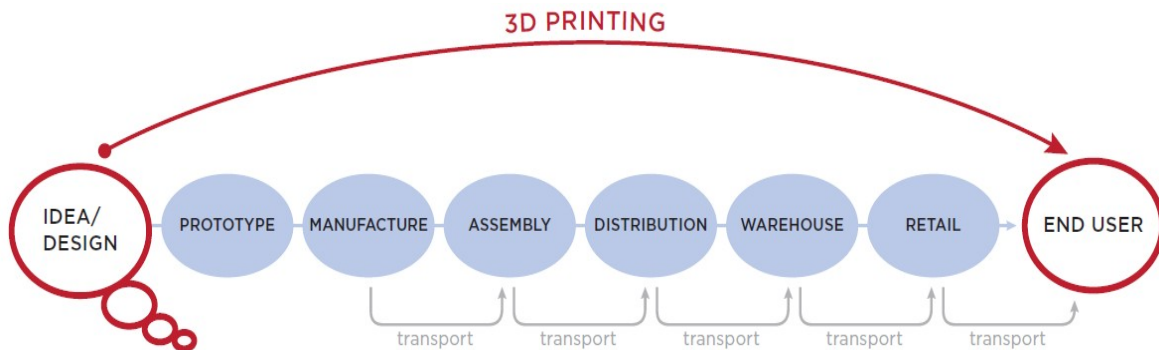 3D PRINTING
IDEA/
DESIGN
PROTOTYPE
MANUFACTURE
ASSEMBLY
DISTRIBUTION
WAREHOUSE
RETAIL
END USER
transport
transport
transport
transport
transport